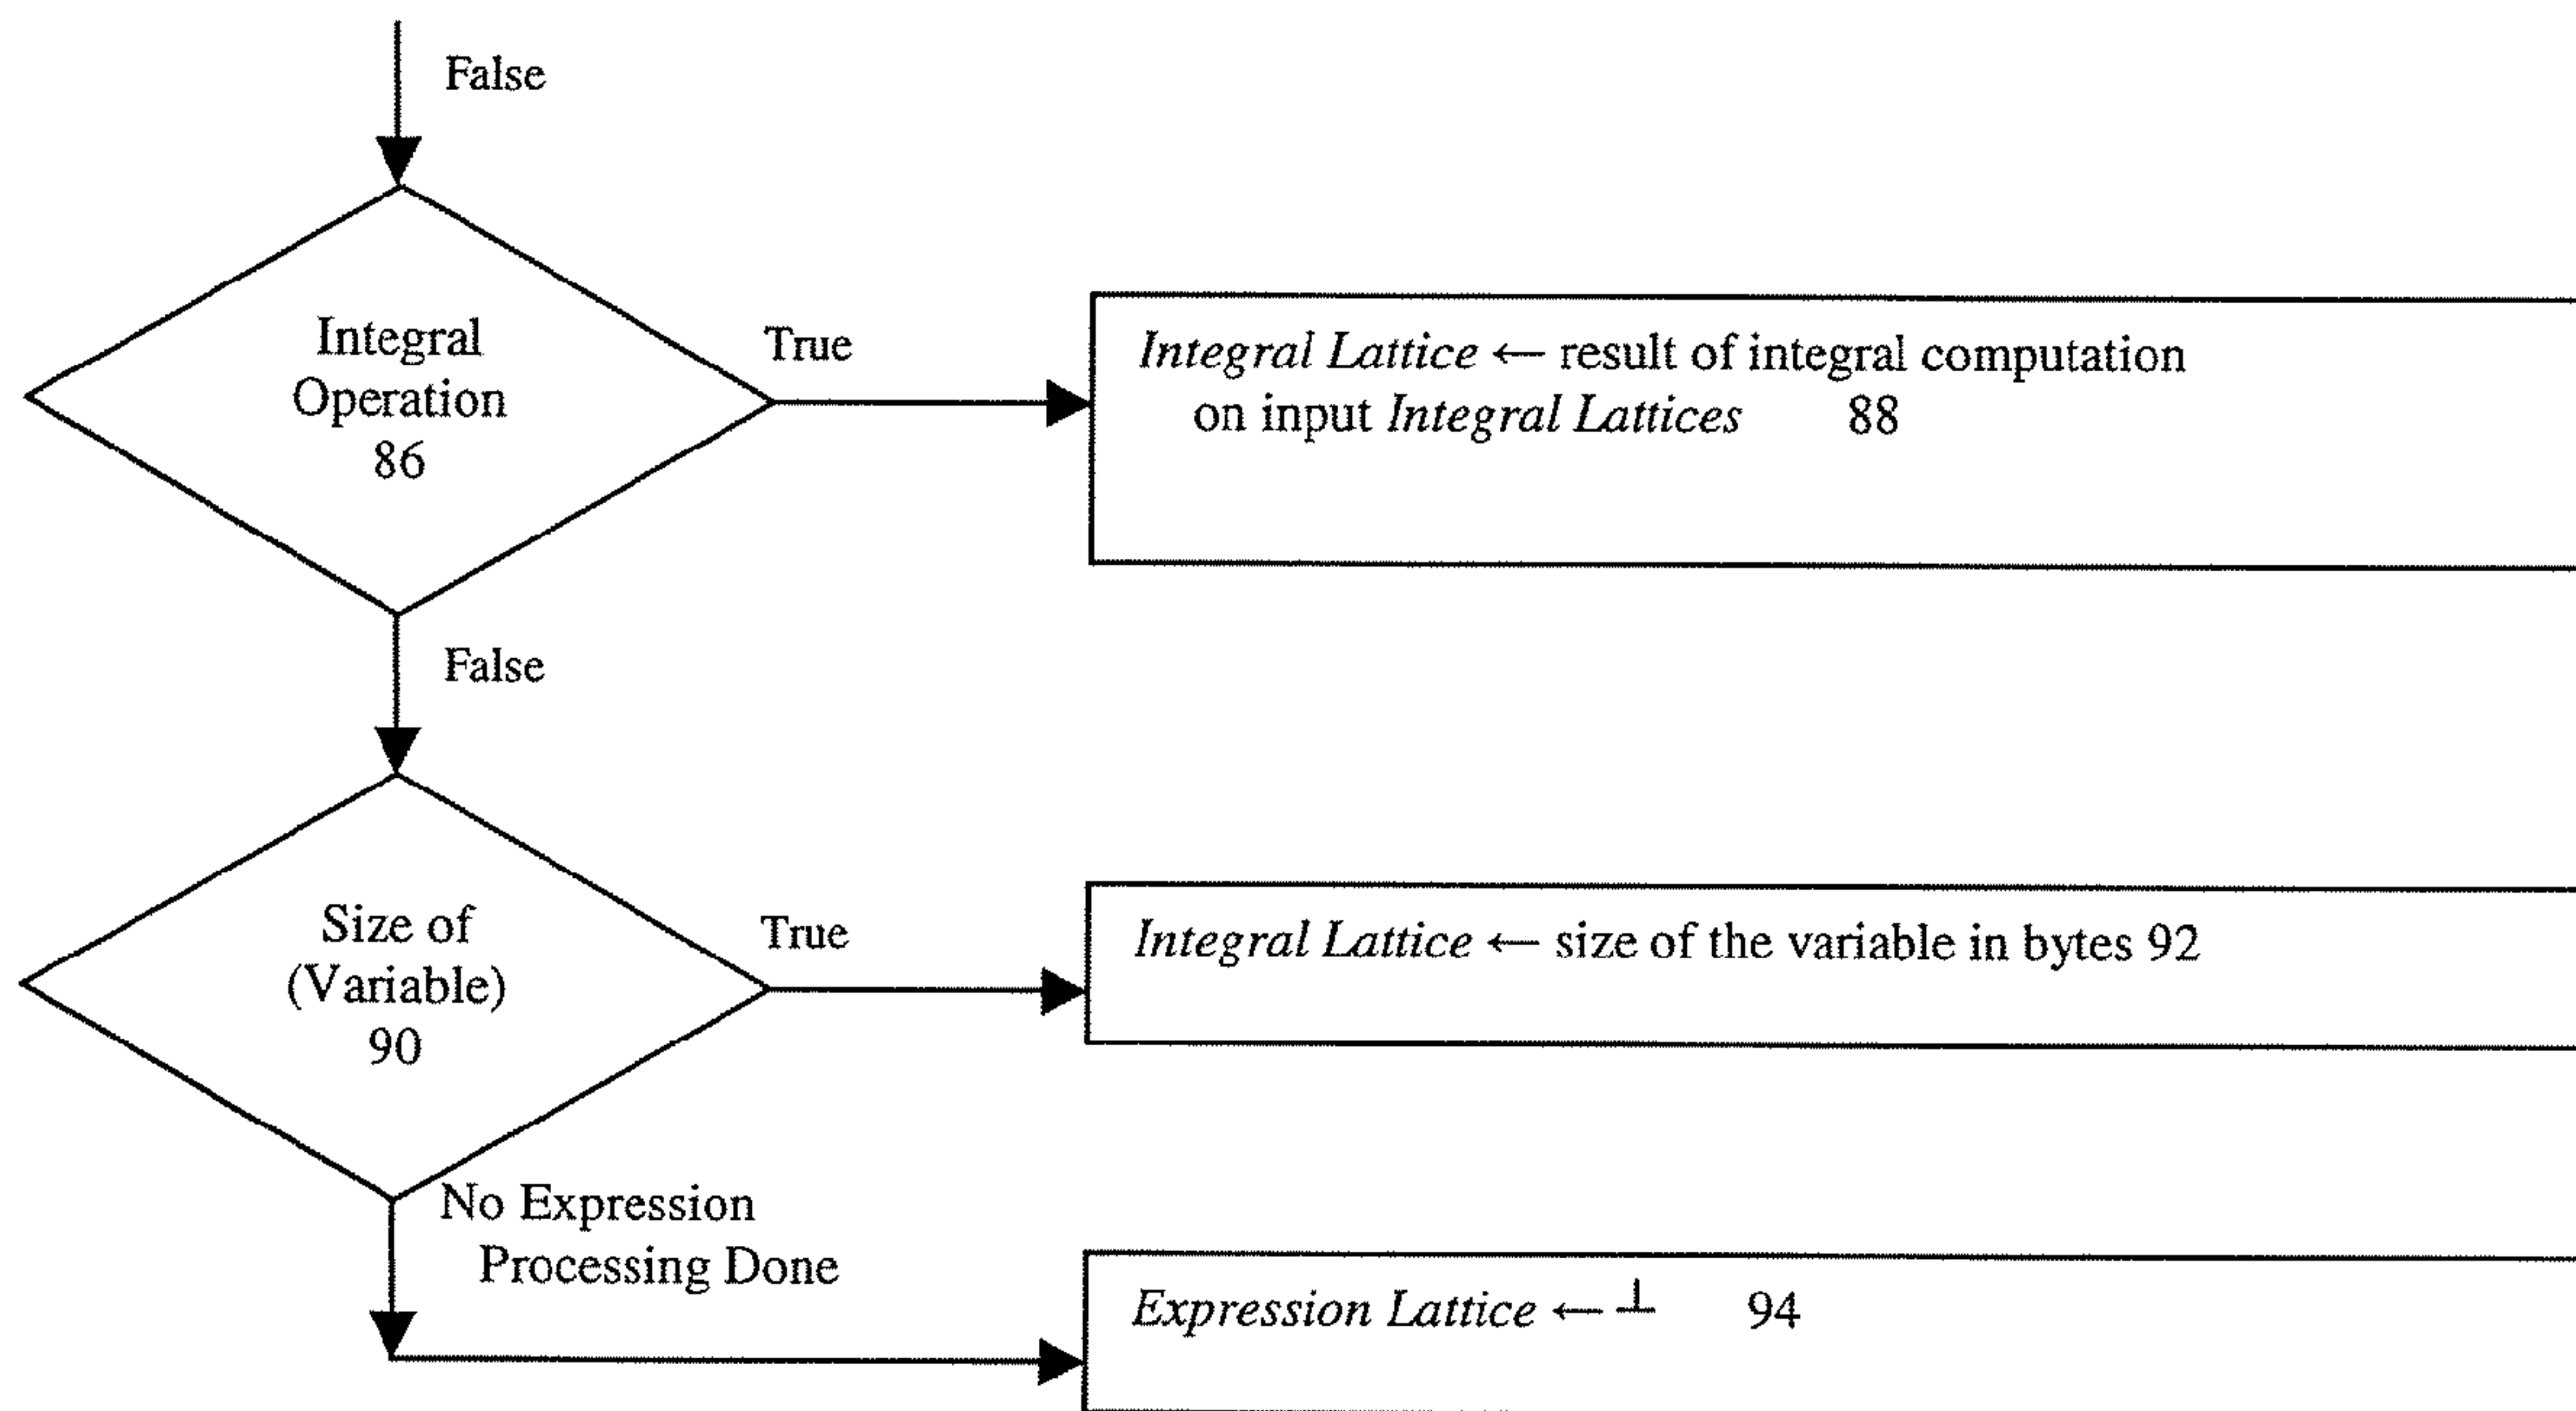 False
Integral
Operation
86
True
Integral Lattice ← result of integral computation
on input Integral Lattices 88
False
Size of
(Variable)
90
True
Integral Lattice ← size of the variable in bytes 92
No Expression
Processing Done
Expression Lattice ← ⊥ 94